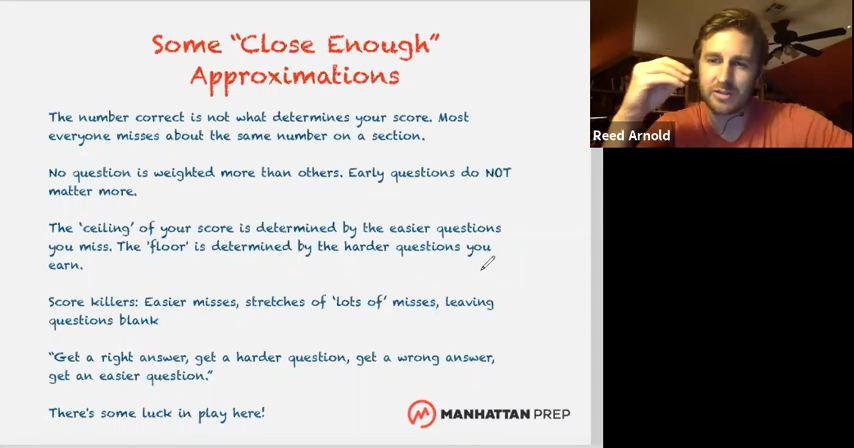 Some “Close Enough”
Approximations
The number correct is not what determines your score. Most
everyone misses about the same number on a section.
No question is weighted more than others. Early questions do NOT
matter more.
The ‘ceiling’ of your score is determined by the easier questions
you miss. The 'floor' is determined by the harder questions you
earn.
Score killers: Easier misses, stretches of ‘lots of’ misses, leaving
questions blank
“Get a right answer, get a harder question, get a wrong answer,
get an easier question.”
There's some luck in play here!
MANHATTAN PREP
Reed Arnold